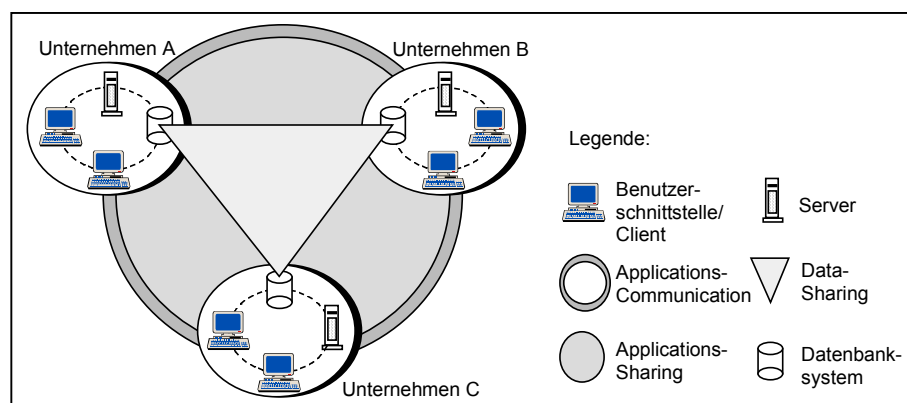 Unternehmen A
Unternehmen B
Unternehmen C
Legende:
Benutzer-
schnittstelle/
Client
Server
Applications-
Communication
Data-
Sharing
Applications-
Sharing
Datenbank-
system